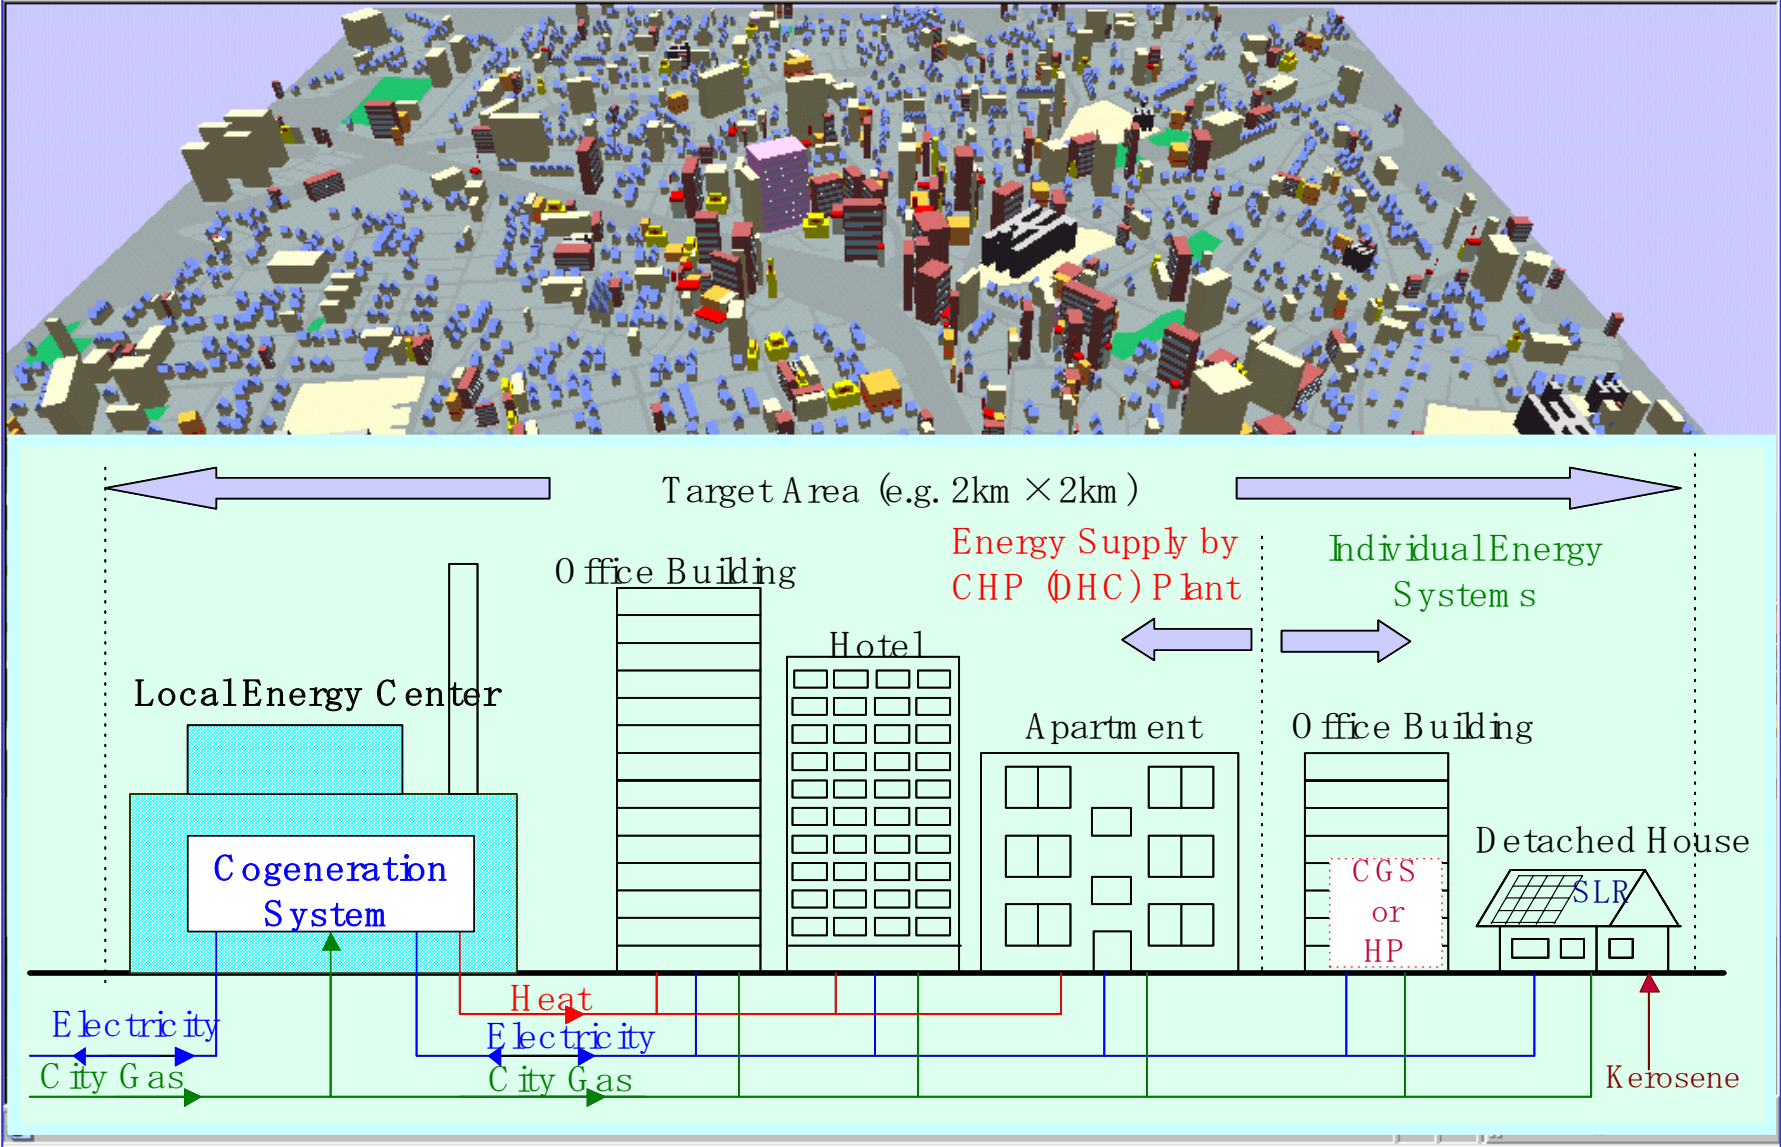 Target Area (e.g. 2km × 2km)
Energy Supply by
CHP (DHC) Plant
Individual Energy
Systems
Office Building
Hotel
Local Energy Center
Apartment
Office Building
Detached House
Cogeneration
System
CGS
or
HP
SLR
Heat
Electricity
Electricity
City Gas
City Gas
Kerosene